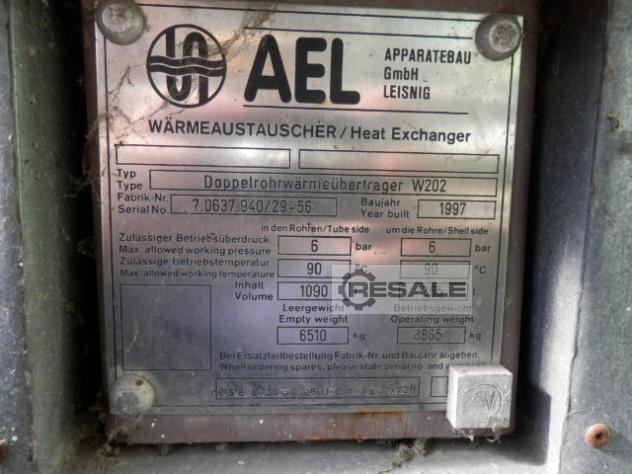 AEL APPARATEBAU
GmbH
LEISNIG
WÄRMEAUSTAUSCHER / Heat Exchanger
Typ
Type Doppelrohrwärmeübertrager W202
Fabrik-Nr.
Serial No. 7.0637.940/29-56
Baujahr
Year built 1997
in den Rohren/Tube side um die Rohre/Shell side
Zulässiger Betriebsüberdruck
Max. allowed working pressure 6 bar 6 bar
Zulässige Betriebstemperatur
Max. allowed working temperature 90 °C 90 °C
Inhalt
Volume 1090
RESALE
Leergewicht Betriebsgewicht
Empty weight Operating weight
6510 kg 8865 kg
Bei Ersatzteilbestellung Fabrik-Nr. und Baujahr angeben.
When ordering spares, please state serial no. and